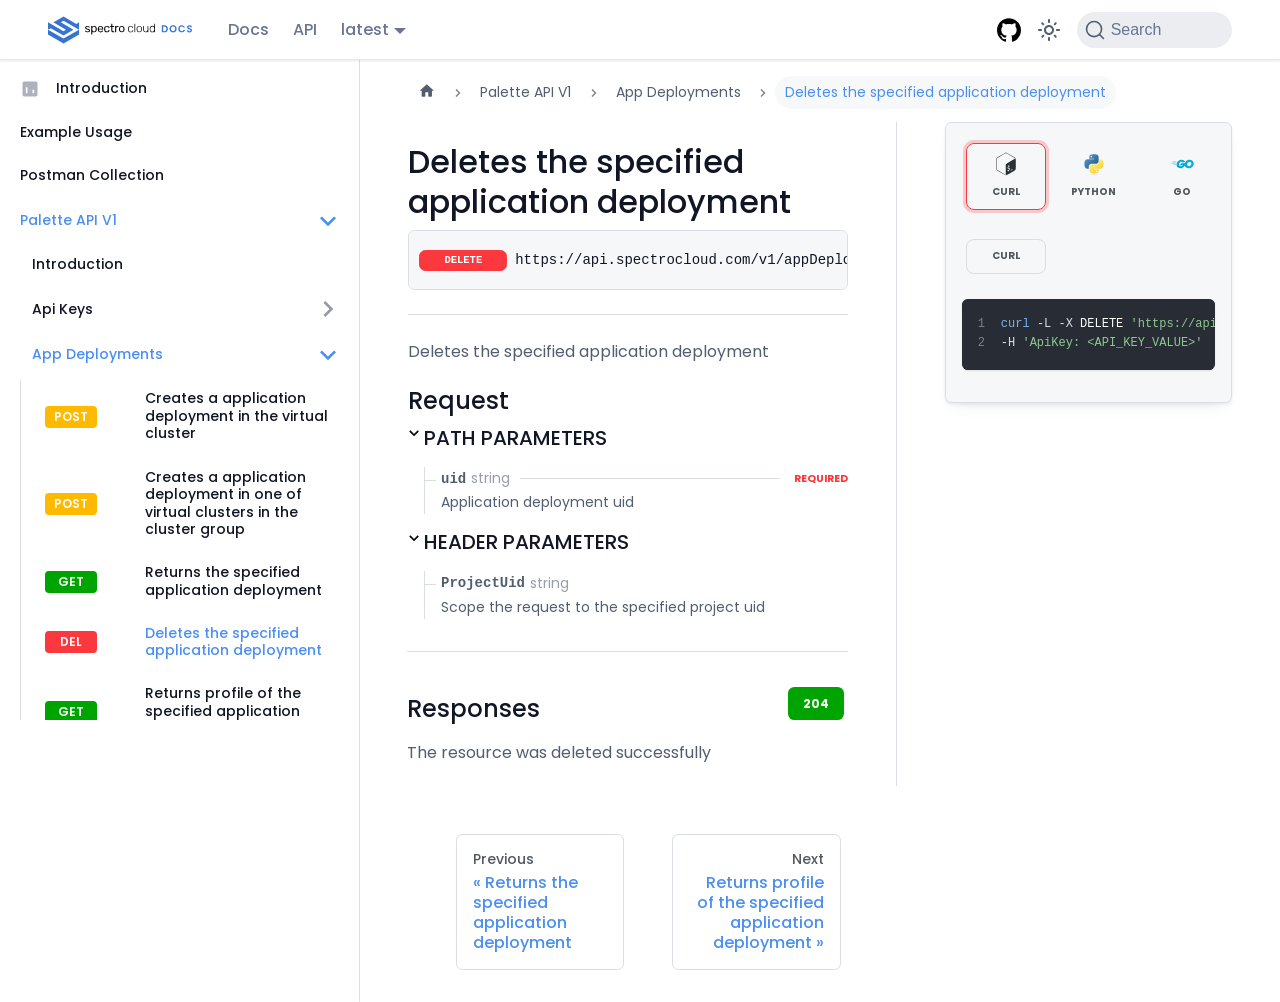 spectro cloud DOCS
Docs
API
latest
Search
Introduction
Example Usage
Postman Collection
Palette API V1
Introduction
Api Keys
App Deployments
POST
Creates a application
deployment in the virtual
cluster
POST
Creates a application
deployment in one of
virtual clusters in the
cluster group
GET
Returns the specified
application deployment
DEL
Deletes the specified
application deployment
GET
Returns profile of the
specified application
Palette API V1
App Deployments
Deletes the specified application deployment
Deletes the specified
application deployment
DELETE
https://api.spectrocloud.com/v1/appDeplo
Deletes the specified application deployment
Request
PATH PARAMETERS
uid string
REQUIRED
Application deployment uid
HEADER PARAMETERS
ProjectUid string
Scope the request to the specified project uid
Responses
204
The resource was deleted successfully
Previous
« Returns the
specified
application
deployment
Next
Returns profile
of the specified
application
deployment »
CURL
PYTHON
GO
GO
CURL
1 curl -L -X DELETE 'https://api
2 -H 'ApiKey: <API_KEY_VALUE>'